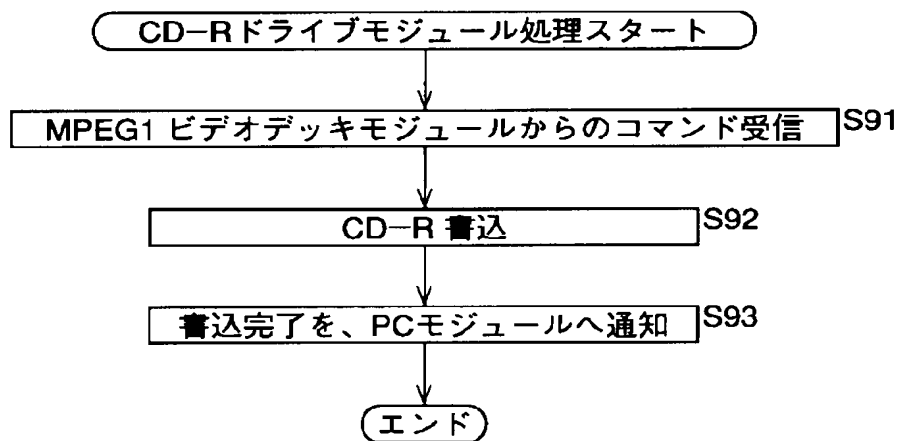 CD-Rドライブモジュール処理スタート
MPEG1 ビデオデッキモジュールからのコマンド受信 S91
CD-R 書込 S92
書込完了を、PCモジュールへ通知 S93
エンド